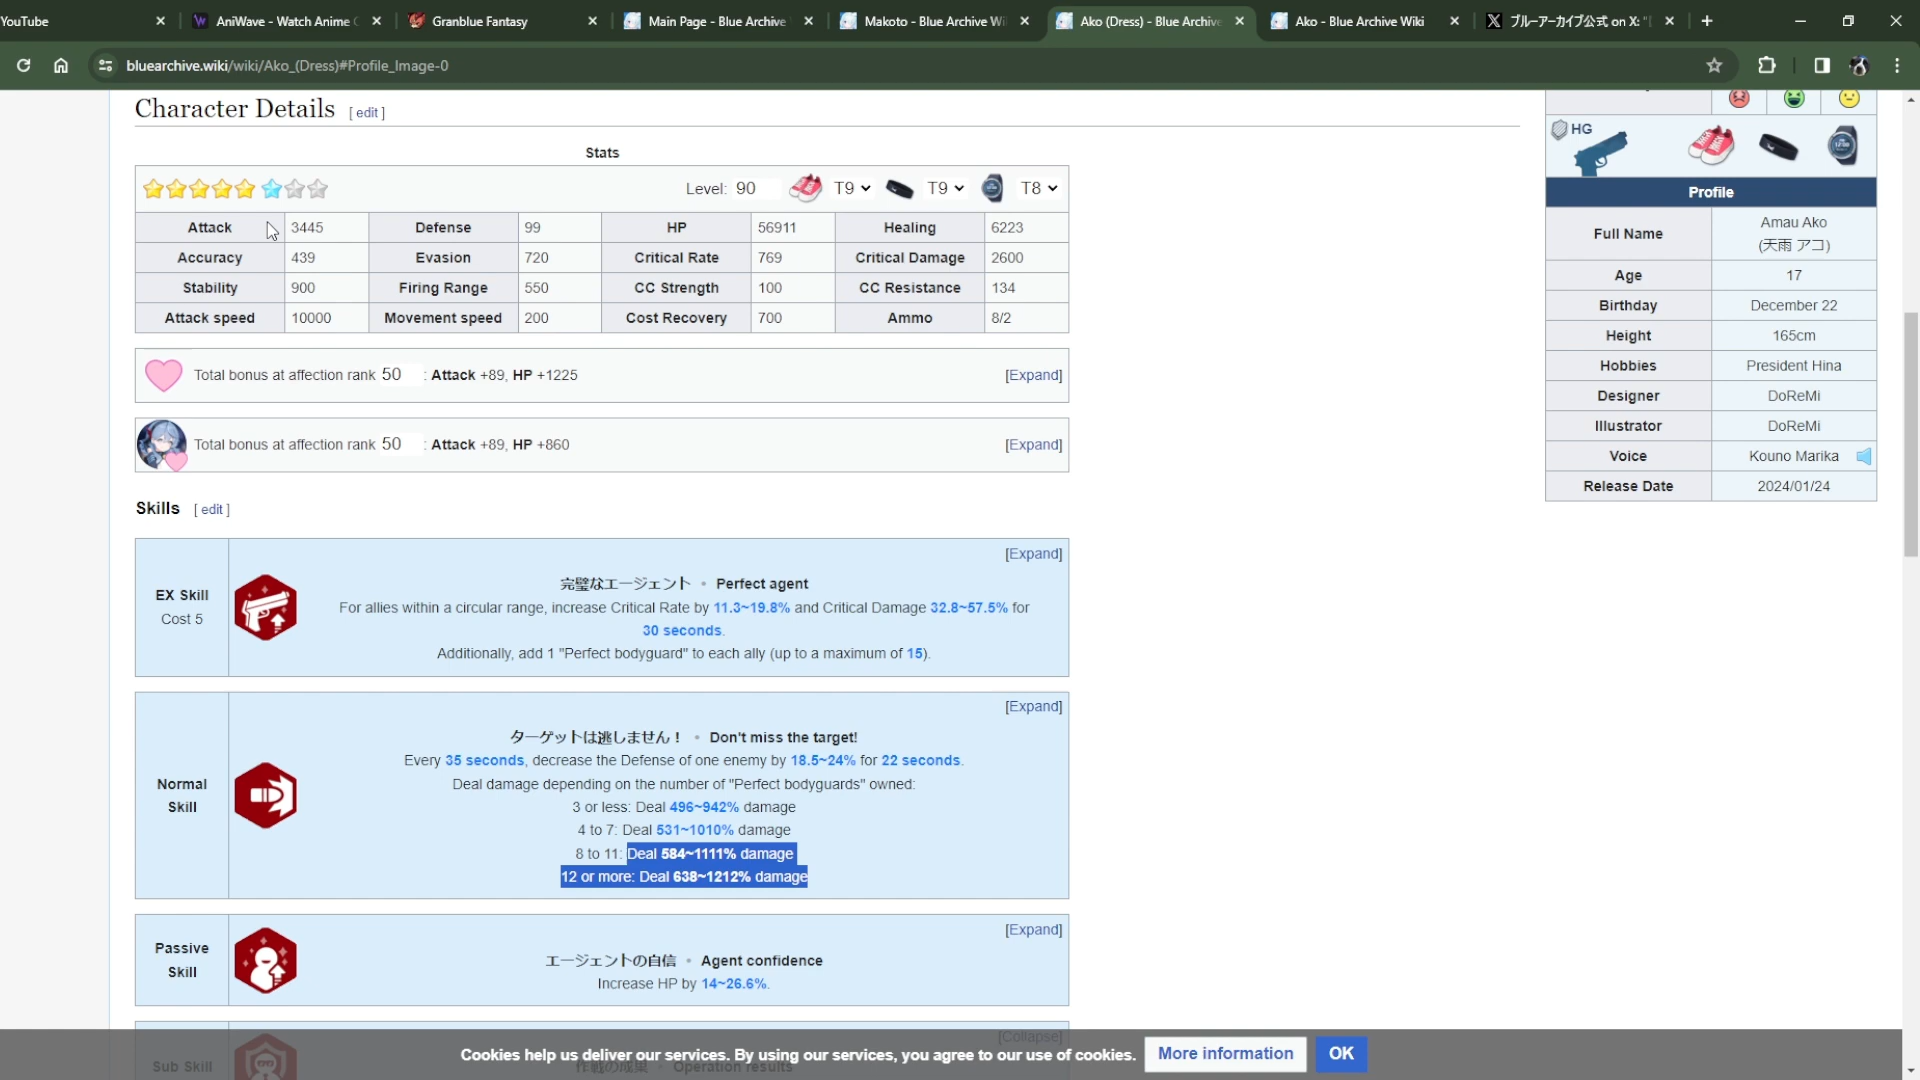 YouTube
AniWave - Watch Anime
Granblue Fantasy
Main Page - Blue Archive
Makoto - Blue Archive Wi
Ako (Dress) - Blue Archive
Ako - Blue Archive Wiki
ブルーアーカイブ公式 on X: "
bluearchive.wiki/wiki/Ako_(Dress)#Profile_Image-0
Character Details [ edit ]
Stats
Level: 90 T9 T9 T8
Attack 3445 Defense 99 HP 56911 Healing 6223
Accuracy 439 Evasion 720 Critical Rate 769 Critical Damage 2600
Stability 900 Firing Range 550 CC Strength 100 CC Resistance 134
Attack speed 10000 Movement speed 200 Cost Recovery 700 Ammo 8/2
Total bonus at affection rank 50 : Attack +89, HP +1225 [Expand]
Total bonus at affection rank 50 : Attack +89, HP +860 [Expand]
Skills [ edit ]
[Expand]
EX Skill
Cost 5
完璧なエージェント • Perfect agent
For allies within a circular range, increase Critical Rate by 11.3~19.8% and Critical Damage 32.8~57.5% for
30 seconds.
Additionally, add 1 "Perfect bodyguard" to each ally (up to a maximum of 15).
[Expand]
Normal
Skill
ターゲットは逃しません！ • Don't miss the target!
Every 35 seconds, decrease the Defense of one enemy by 18.5~24% for 22 seconds.
Deal damage depending on the number of "Perfect bodyguards" owned:
3 or less: Deal 496~942% damage
4 to 7: Deal 531~1010% damage
8 to 11: Deal 584~1111% damage
12 or more: Deal 638~1212% damage
[Expand]
Passive
Skill
エージェントの自信 • Agent confidence
Increase HP by 14~26.6%.
[Collapse]
Sub Skill
作戦の成果 • Operation results
HG
Profile
Full Name Amau Ako
(天雨 アコ)
Age 17
Birthday December 22
Height 165cm
Hobbies President Hina
Designer DoReMi
Illustrator DoReMi
Voice Kouno Marika
Release Date 2024/01/24
Cookies help us deliver our services. By using our services, you agree to our use of cookies. More information OK